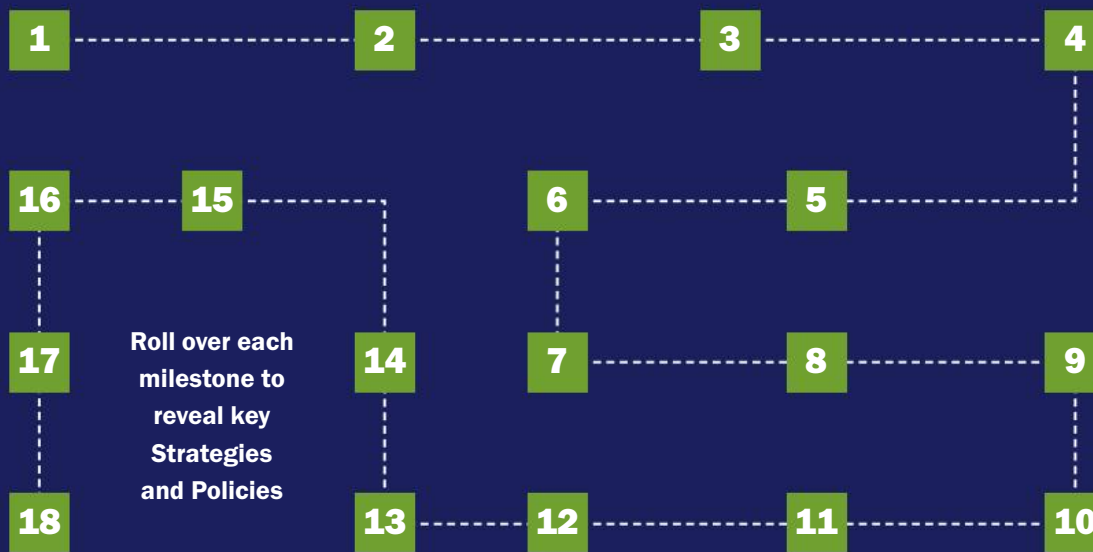 1 2 3 4
16 15 6 5
Roll over each
milestone to
reveal key
Strategies
and Policies
17 14 7 8 9
18 13 12 11 10